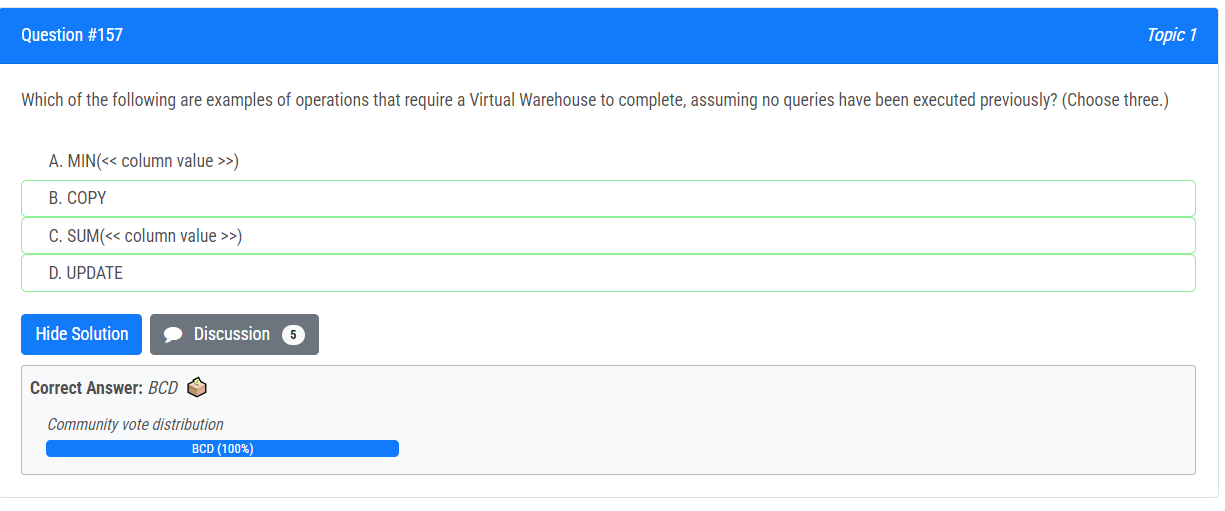 Question #157
Topic 1
Which of the following are examples of operations that require a Virtual Warehouse to complete, assuming no queries have been executed previously? (Choose three.)
A. MIN(<< column value >>)
B. COPY
C. SUM(<< column value >>)
D. UPDATE
Hide Solution
Discussion 5
Correct Answer: BCD
Community vote distribution
BCD (100%)